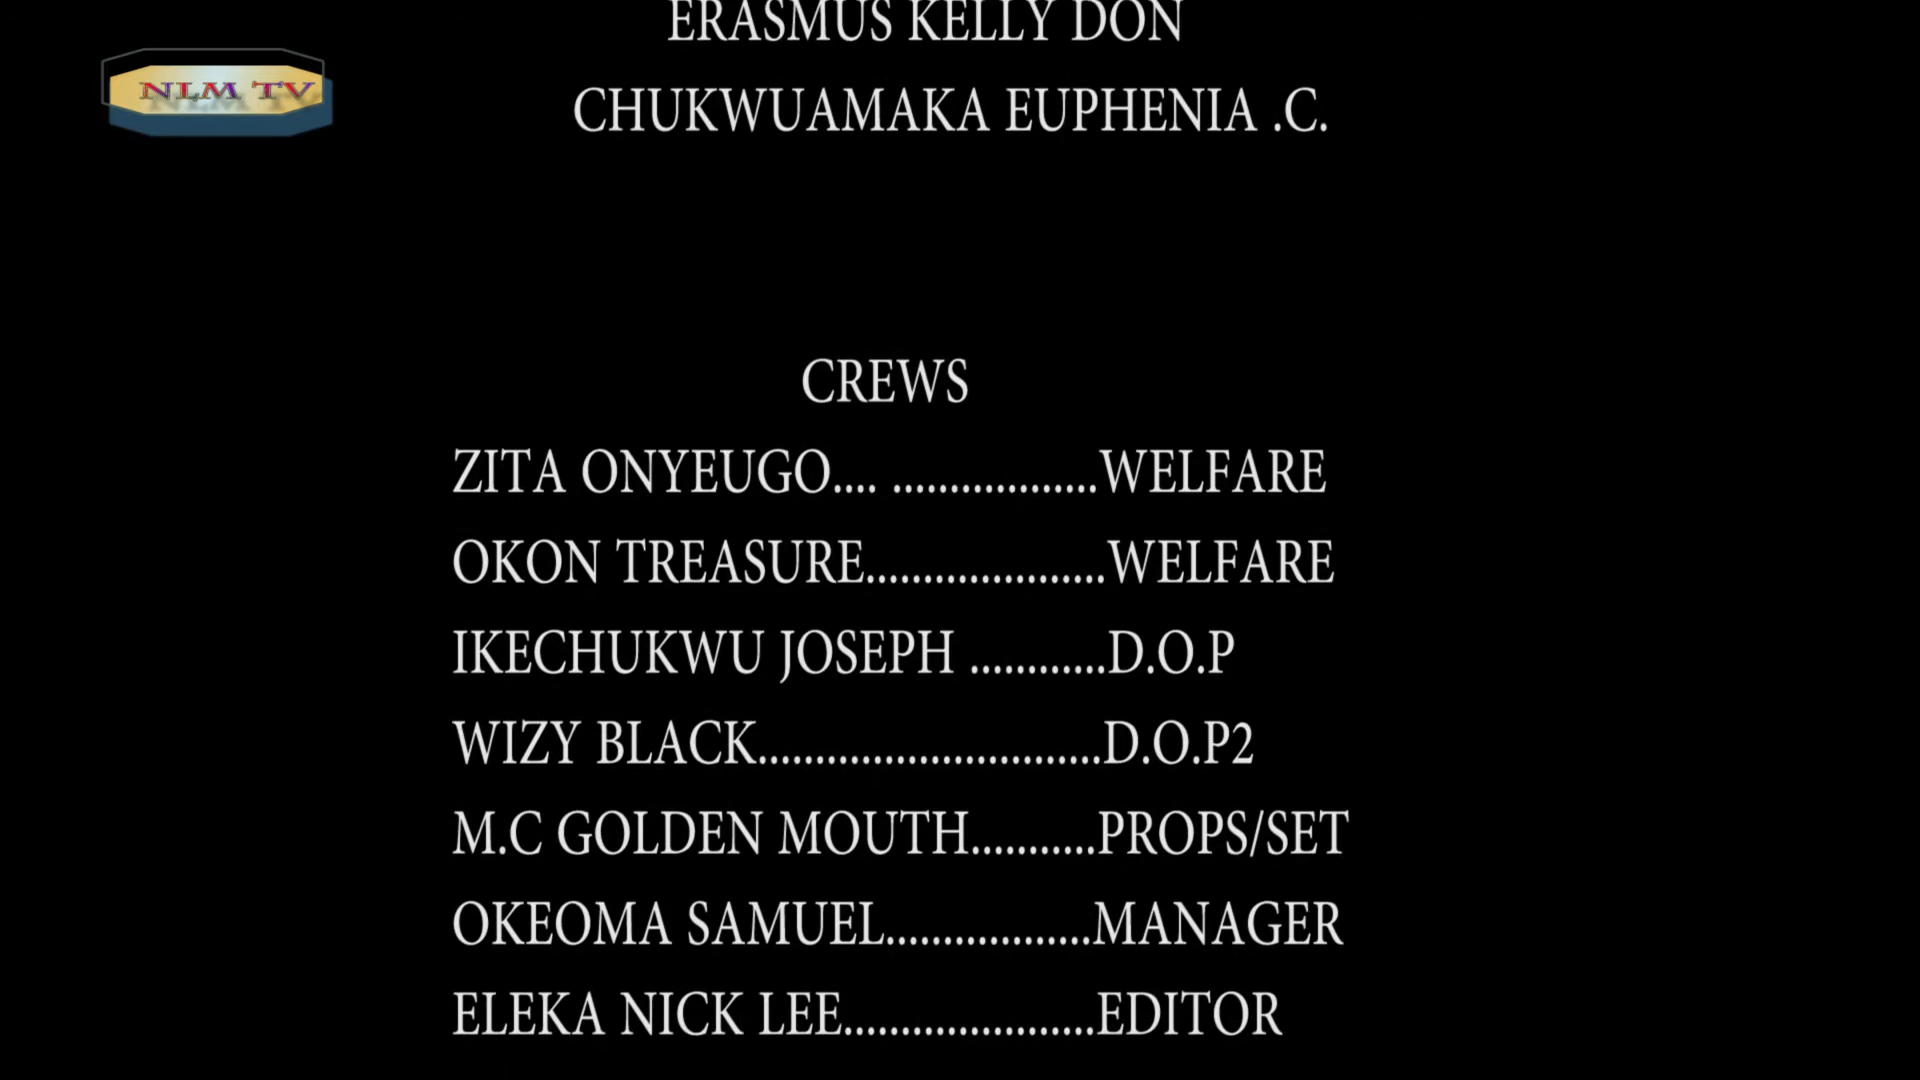 ERASMUS KELLY DON
NLM TV
CHUKWUAMAKA EUPHENIA .C.
CREWS
ZITA ONYEUGO.... ..................WELFARE
OKON TREASURE.....................WELFARE
IKECHUKWU JOSEPH ............D.O.P
WIZY BLACK..............................D.O.P2
M.C GOLDEN MOUTH...........PROPS/SET
OKEOMA SAMUEL..................MANAGER
ELEKA NICK LEE......................EDITOR